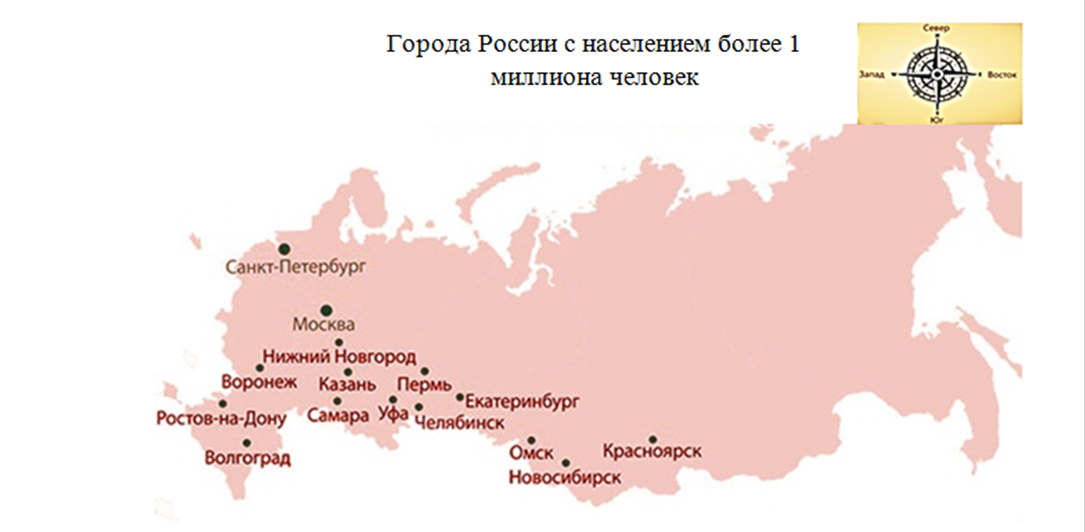 Города России с населением более 1
миллиона человек
Север
Запад
Восток
Юг
Санкт-Петербург
Москва
Нижний Новгород
Воронеж
Казань
Пермь
Екатеринбург
Ростов-на-Дону
Самара
Уфа
Челябинск
Волгоград
Омск
Красноярск
Новосибирск